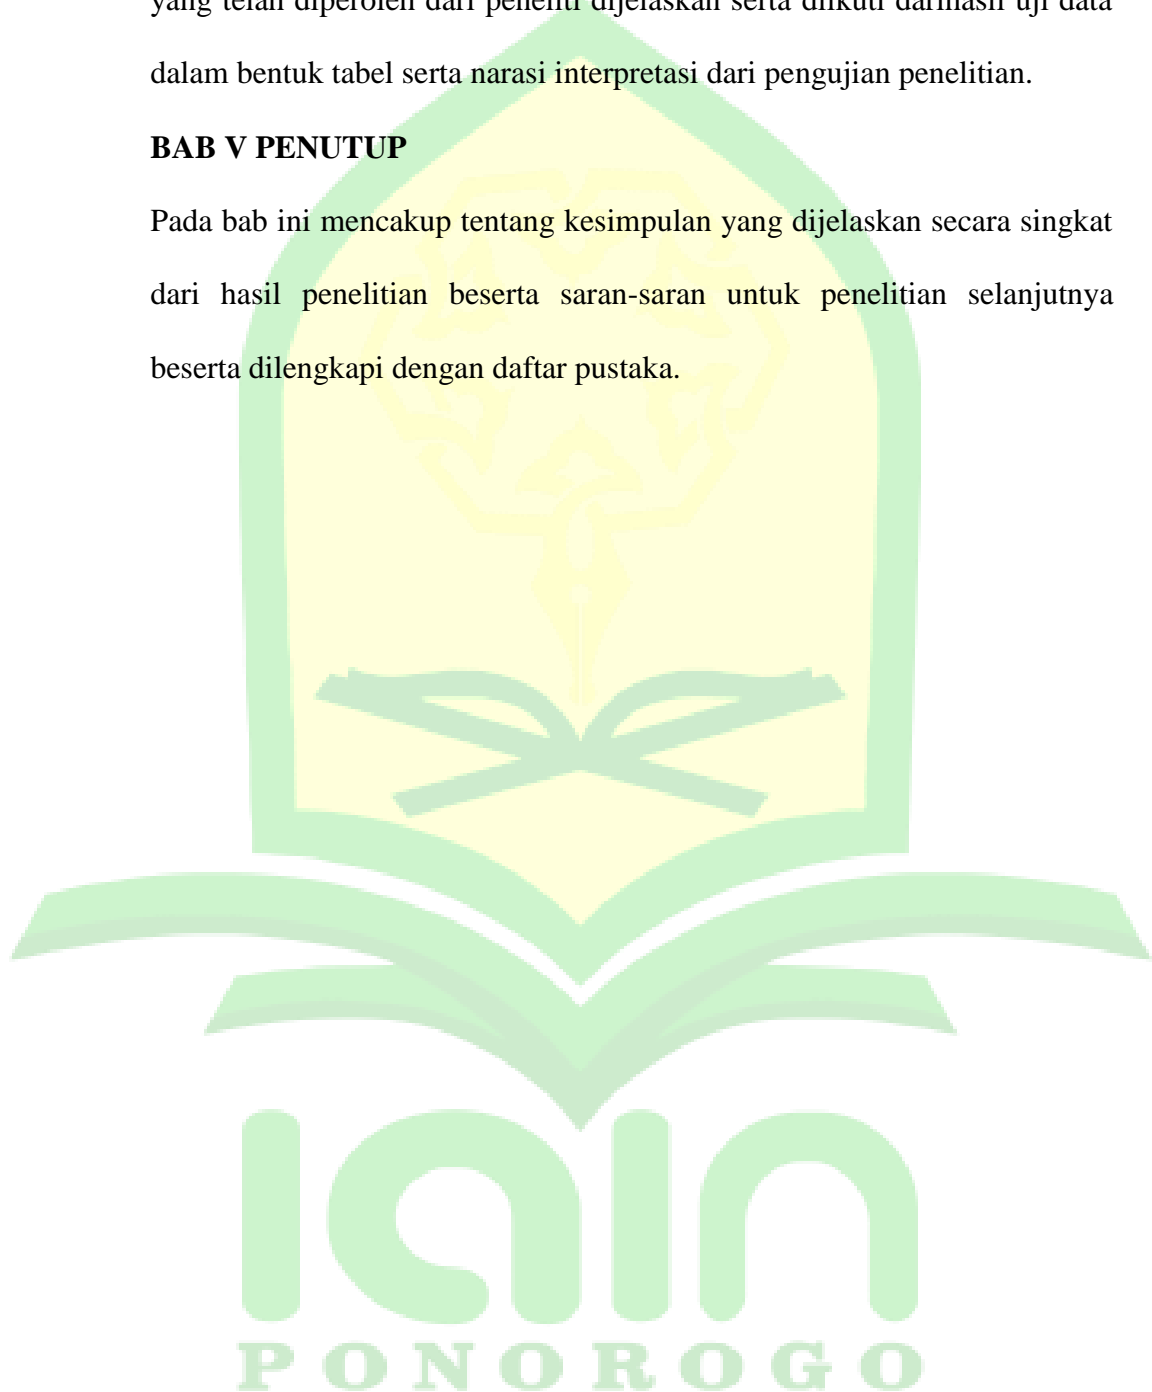 yang telah diperoleh dari peneliti dijelaskan serta diikuti darihasil uji data
dalam bentuk tabel serta narasi interpretasi dari pengujian penelitian.
BAB V PENUTUP
Pada bab ini mencakup tentang kesimpulan yang dijelaskan secara singkat
dari hasil penelitian beserta saran-saran untuk penelitian selanjutnya
beserta dilengkapi dengan daftar pustaka.
iain
PONOROGO